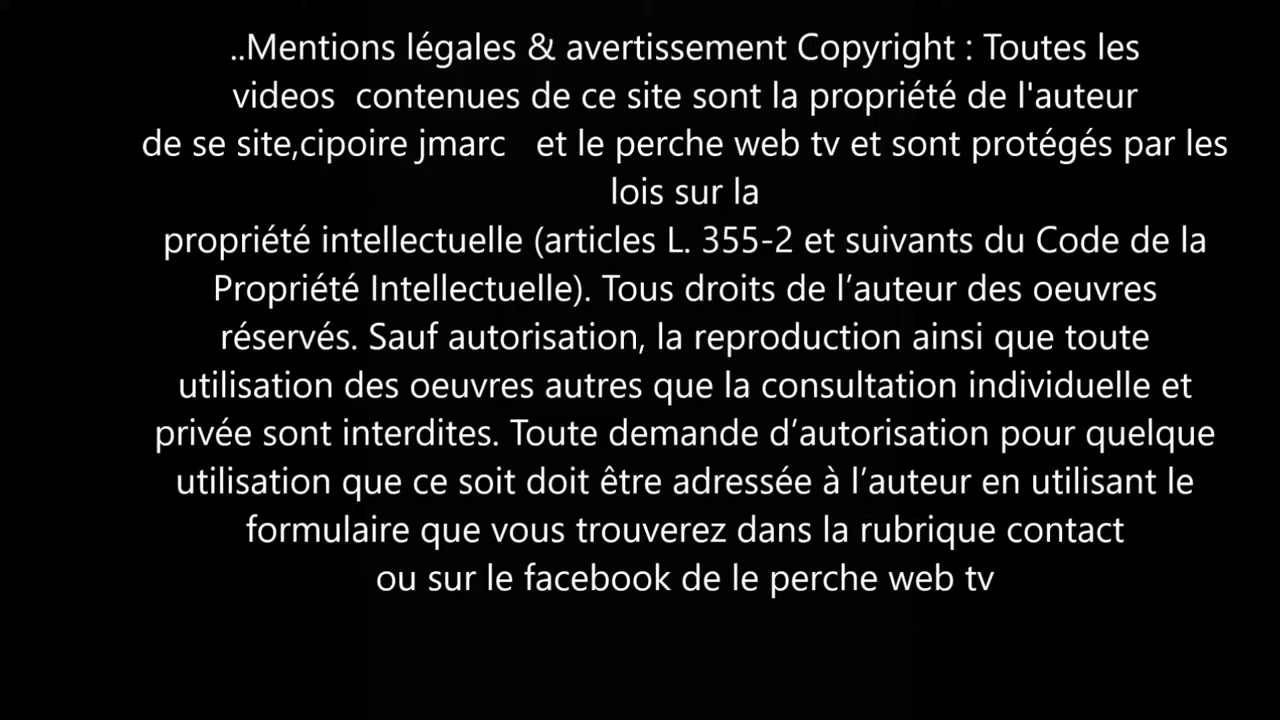 ..Mentions légales & avertissement Copyright : Toutes les
videos  contenues de ce site sont la propriété de l'auteur
de se site,cipoire jmarc   et le perche web tv et sont protégés par les
lois sur la
propriété intellectuelle (articles L. 355-2 et suivants du Code de la
Propriété Intellectuelle). Tous droits de l’auteur des oeuvres
réservés. Sauf autorisation, la reproduction ainsi que toute
utilisation des oeuvres autres que la consultation individuelle et
privée sont interdites. Toute demande d’autorisation pour quelque
utilisation que ce soit doit être adressée à l’auteur en utilisant le
formulaire que vous trouverez dans la rubrique contact
ou sur le facebook de le perche web tv